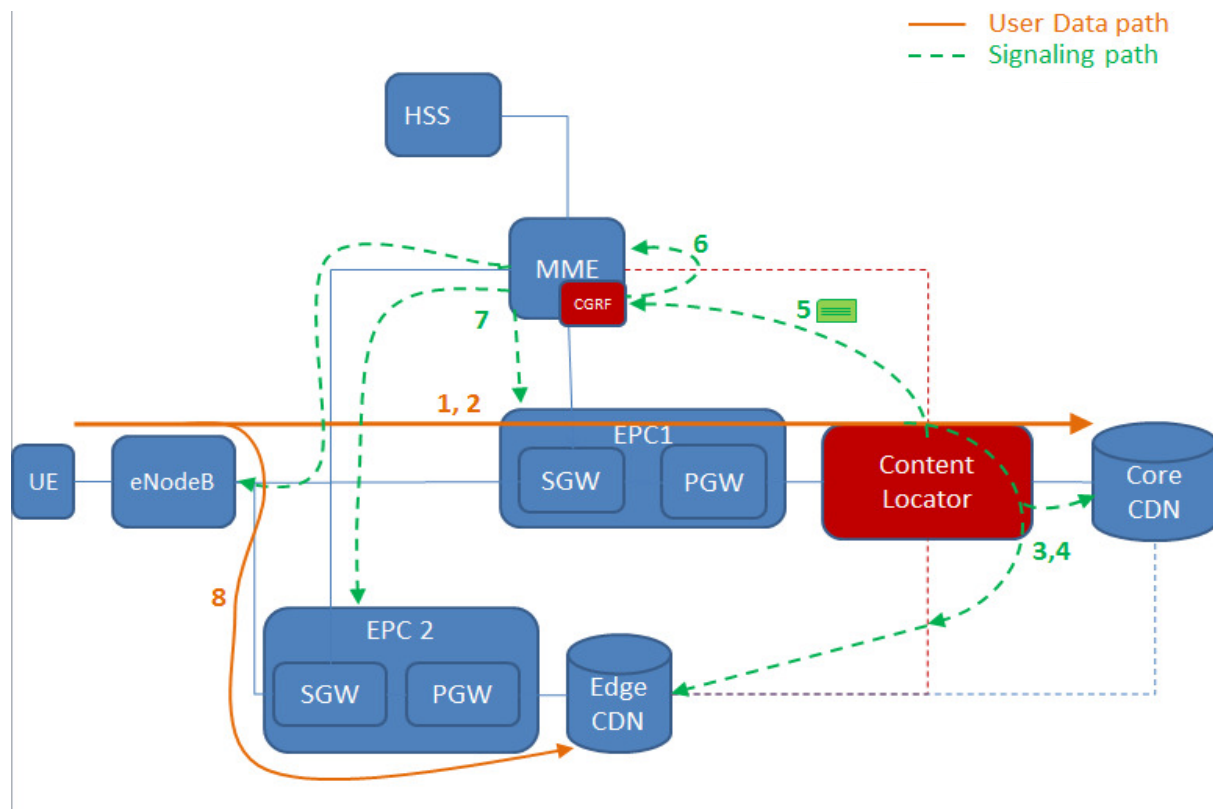 User Data path
Signaling path
HSS
MME
6
CGRF
5
7
1, 2
EPC1
UE
eNodeB
SGW
PGW
Content
Locator
Core
CDN
3,4
8
EPC 2
SGW
PGW
Edge
CDN